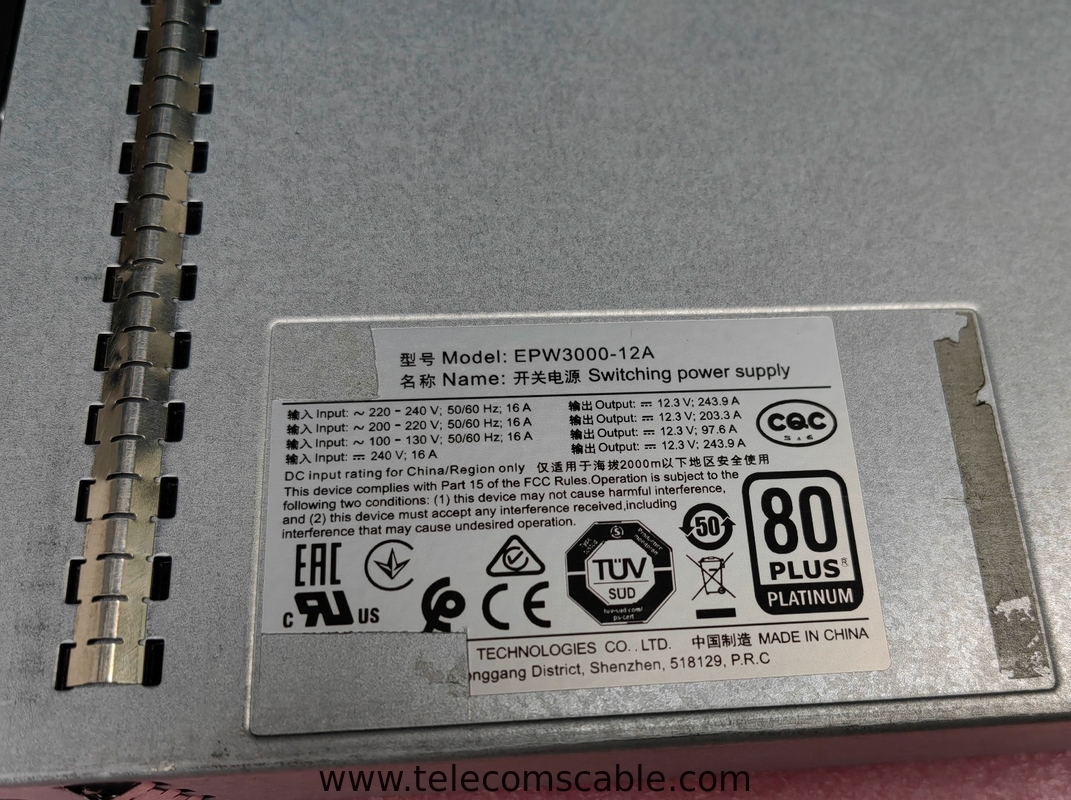 型号 Model: EPW3000-12A
名称 Name: 开关电源 Switching power supply
输入 Input: ~ 220 - 240 V; 50/60 Hz; 16 A
输入 Input: ~ 200 - 220 V; 50/60 Hz; 16 A
输入 Input: ~ 100 - 130 V; 50/60 Hz; 16 A
输入 Input: ⎓ 240 V; 16 A
输出 Output: ⎓ 12.3 V; 243.9 A
输出 Output: ⎓ 12.3 V; 203.3 A
输出 Output: ⎓ 12.3 V; 97.6 A
输出 Output: ⎓ 12.3 V; 243.9 A
CQC
S & E
DC input rating for China/Region only 仅适用于海拔2000m以下地区安全使用
This device complies with Part 15 of the FCC Rules.Operation is subject to the
following two conditions: (1) this device may not cause harmful interference,
and (2) this device must accept any interference received,including
interference that may cause undesired operation.
EAC
c RU US
CE
TÜV
SUD
tuv-sud.com/
ps-cert
50
80
PLUS®
PLATINUM
TECHNOLOGIES CO., LTD. 中国制造 MADE IN CHINA
District, Shenzhen, 518129, P.R.C
www.telecomscable.com